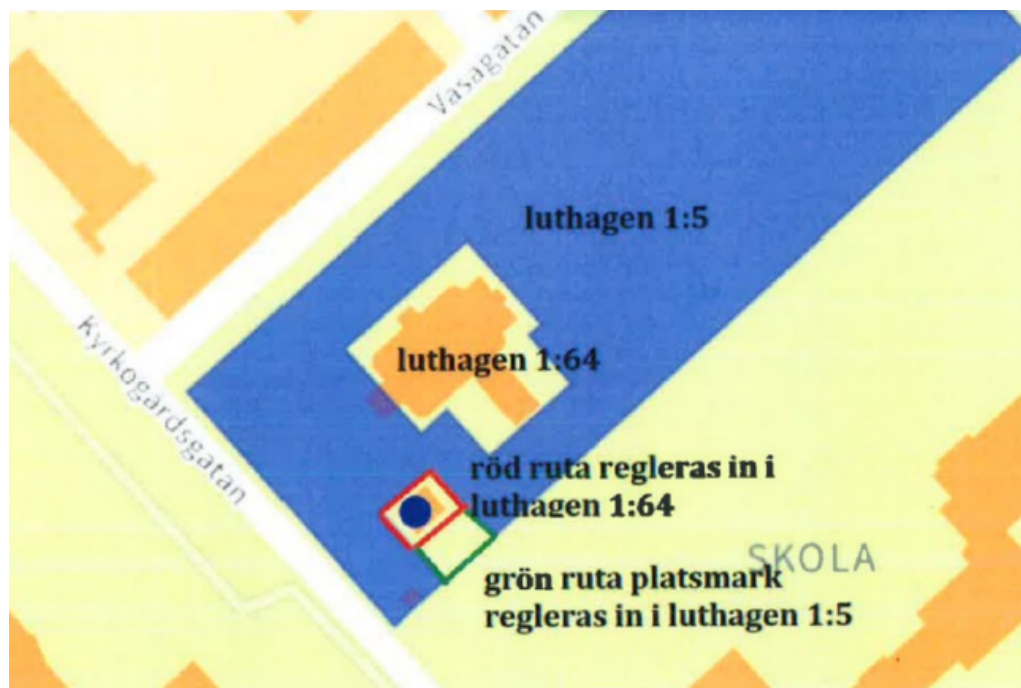 Vasagatan
luthagen 1:5
Kyrkogårdsgatan
luthagen 1:64
röd ruta regleras in i
luthagen 1:64
SKOLA
grön ruta platsmark
regleras in i luthagen 1:5